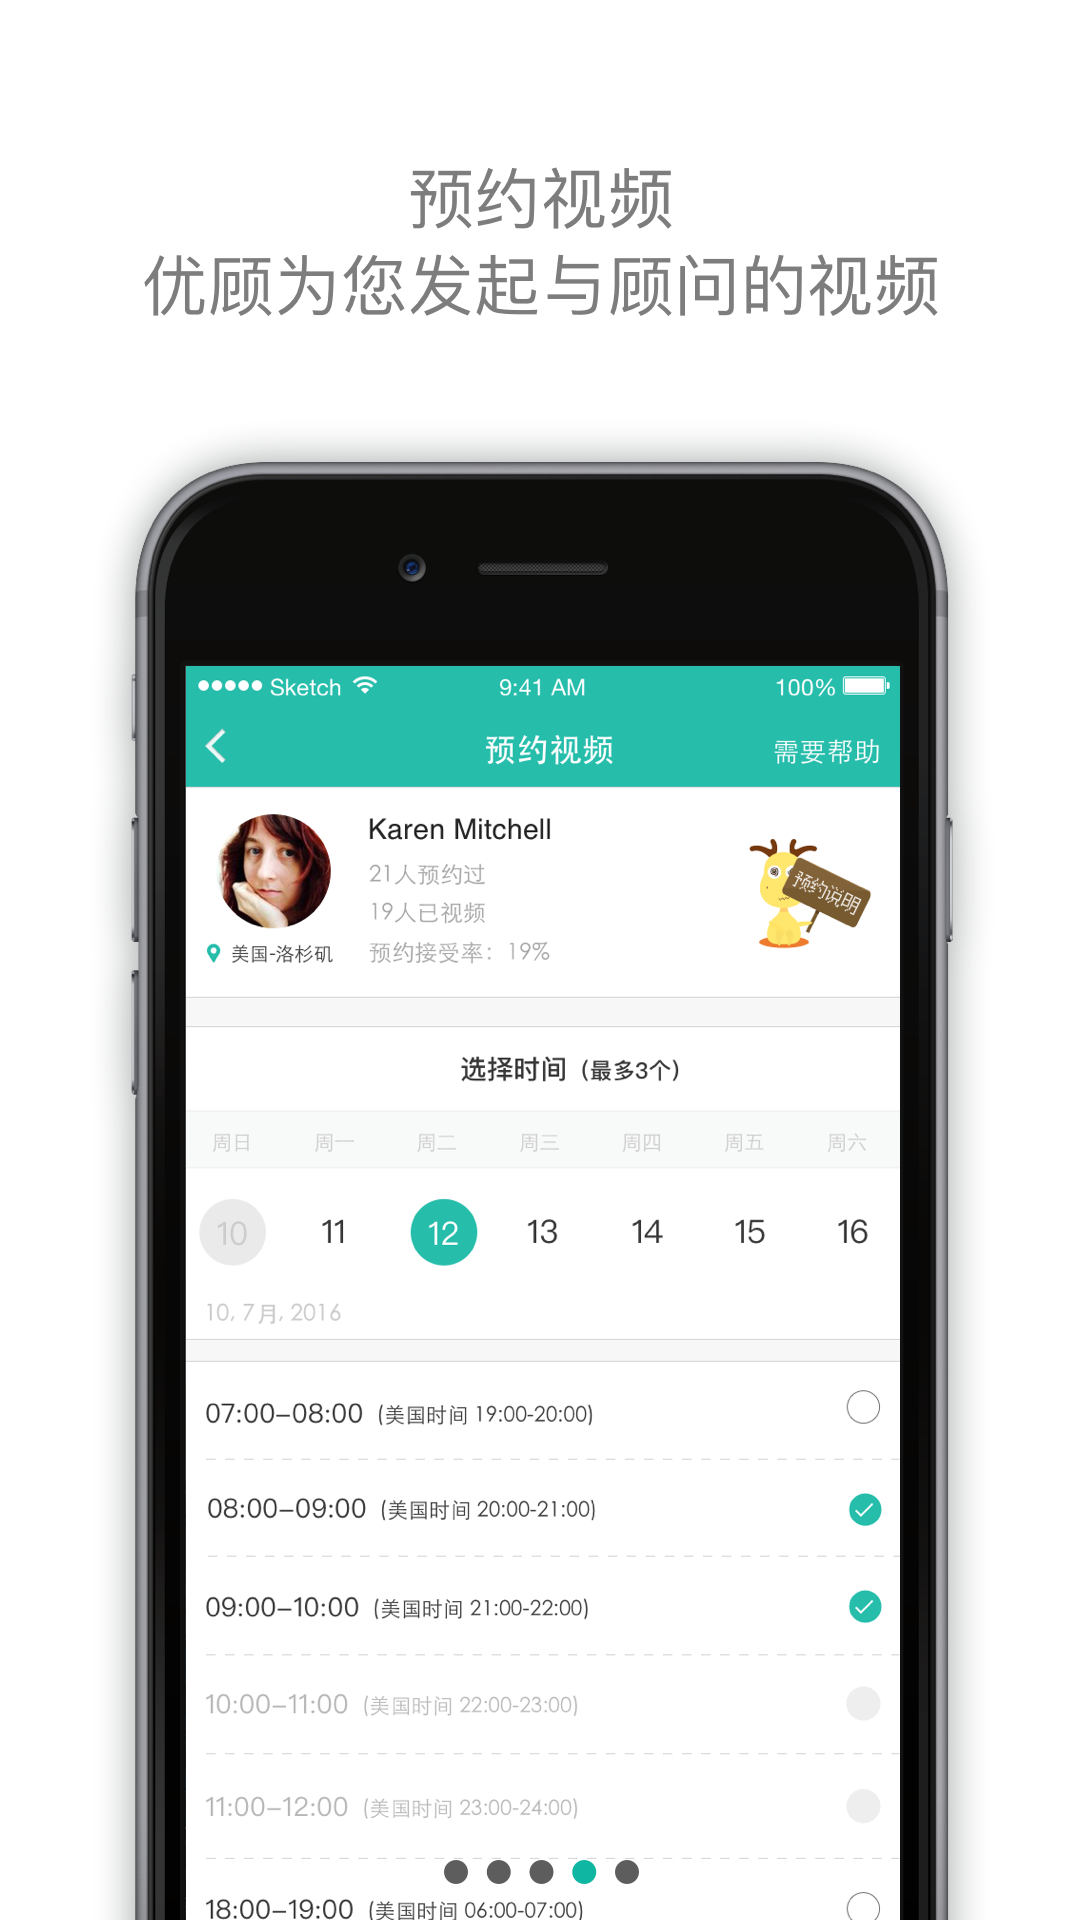 预约视频
优顾为您发起与顾问的视频
Sketch 9:41 AM 100%
预约视频 需要帮助
Karen Mitchell
21人预约过
19人已视频
预约接受率：19%
美国-洛杉矶
预约说明
选择时间（最多3个）
周日 周一 周二 周三 周四 周五 周六
10 11 12 13 14 15 16
10, 7月, 2016
07:00–08:00 (美国时间 19:00-20:00)
08:00–09:00 (美国时间 20:00-21:00)
09:00–10:00 (美国时间 21:00-22:00)
10:00–11:00 (美国时间 22:00-23:00)
11:00–12:00 (美国时间 23:00-24:00)
18:00–19:00 (美国时间 06:00-07:00)